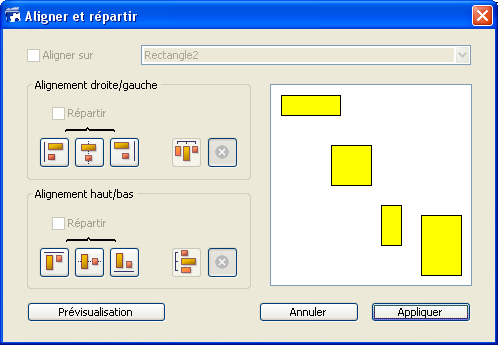 Aligner et répartir
Aligner sur
Rectangle2
Alignement droite/gauche
Répartir
Alignement haut/bas
Répartir
Prévisualisation
Annuler
Appliquer